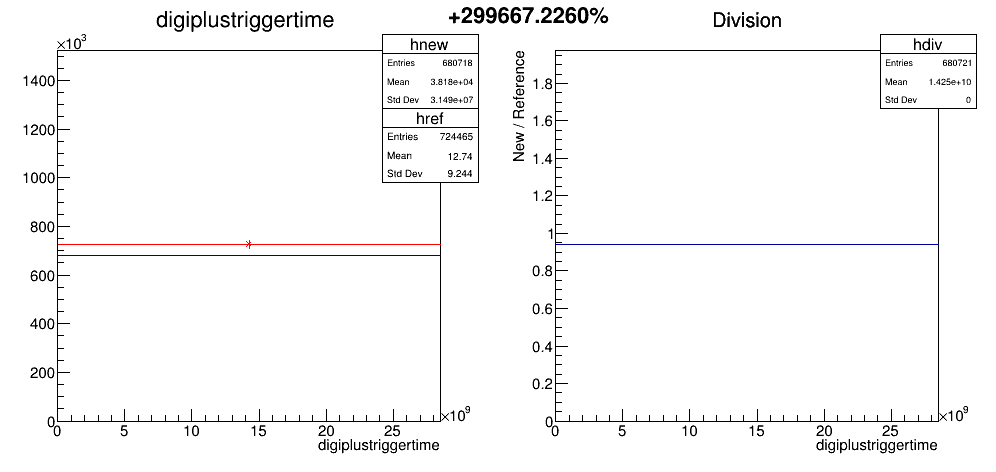 digiplustriggertime
+299667.2260%
Division
×10³
hnew
Entries 680718
Mean 3.818e+04
Std Dev 3.149e+07
href
Entries 724465
Mean 12.74
Std Dev 9.244
1400
1200
1000
800
600
400
200
0
0 5 10 15 20 25 ×10⁹
digiplustriggertime
hdiv
Entries 680721
Mean 1.425e+10
Std Dev 0
New / Reference
1.8
1.6
1.4
1.2
1
0.8
0.6
0.4
0.2
0
0 5 10 15 20 25 ×10⁹
digiplustriggertime